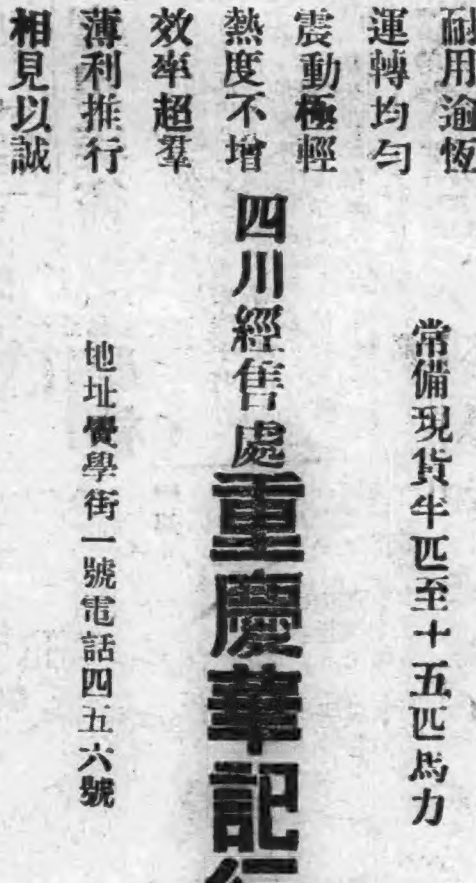 耐用逾恆
運轉均勻
震動極輕
熱度不增
效率超羣
薄利推行
相見以誠
常備現貨半匹至十五匹馬力
四川經售處重慶華記行
地址黌學街一號電話四五六號